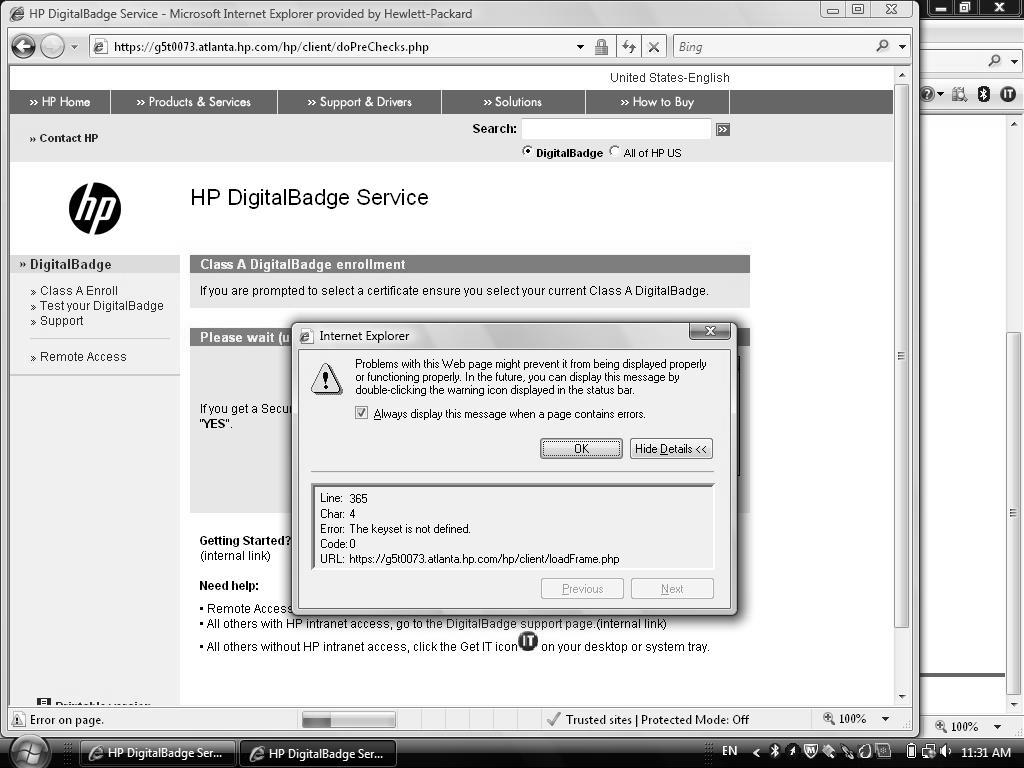 HP DigitalBadge Service - Microsoft Internet Explorer provided by Hewlett-Packard
https://g5t0073.atlanta.hp.com/hp/client/doPreChecks.php
Bing
United States-English
» HP Home
» Products & Services
» Support & Drivers
» Solutions
» How to Buy
» Contact HP
Search:
»
DigitalBadge
All of HP US
hp
HP DigitalBadge Service
» DigitalBadge
» Class A Enroll
» Test your DigitalBadge
» Support
» Remote Access
Class A DigitalBadge enrollment
If you are prompted to select a certificate ensure you select your current Class A DigitalBadge.
Please wait (u
If you get a Secur
"YES".
Internet Explorer
Problems with this Web page might prevent it from being displayed properly
or functioning properly. In the future, you can display this message by
double-clicking the warning icon displayed in the status bar.
Always display this message when a page contains errors.
OK
Hide Details <<
Line: 365
Char: 4
Error: The keyset is not defined.
Code: 0
URL: https://g5t0073.atlanta.hp.com/hp/client/loadFrame.php
Previous
Next
Getting Started?
(internal link)
Need help:
• Remote Access
• All others with HP intranet access, go to the DigitalBadge support page.(internal link)
• All others without HP intranet access, click the Get IT icon IT on your desktop or system tray.
Printable version
Error on page.
Trusted sites | Protected Mode: Off
100%
IT
100%
HP DigitalBadge Ser...
HP DigitalBadge Ser...
EN
11:31 AM